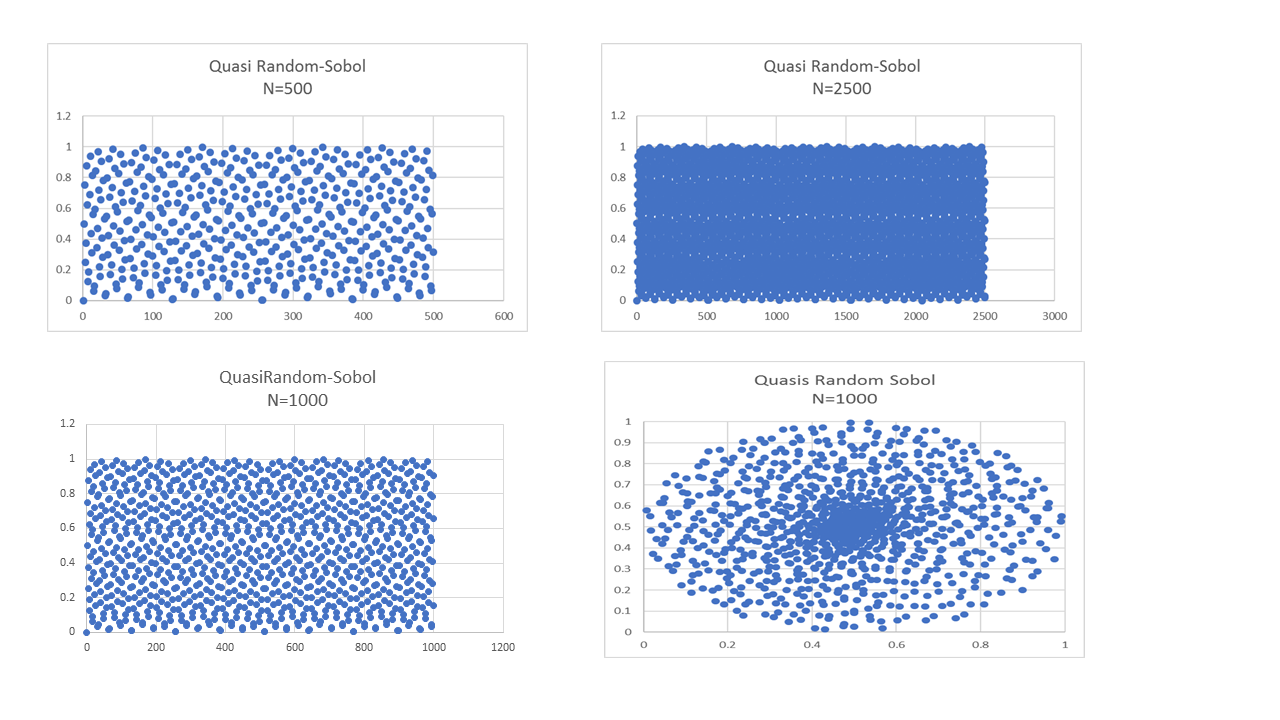 Quasi Random-Sobol
N=500
1.2
1
0.8
0.6
0.4
0.2
0
0 100 200 300 400 500 600
Quasi Random-Sobol
N=2500
1.2
1
0.8
0.6
0.4
0.2
0
0 500 1000 1500 2000 2500 3000
QuasiRandom-Sobol
N=1000
1.2
1
0.8
0.6
0.4
0.2
0
0 200 400 600 800 1000 1200
Quasis Random Sobol
N=1000
1
0.9
0.8
0.7
0.6
0.5
0.4
0.3
0.2
0.1
0
0 0.2 0.4 0.6 0.8 1